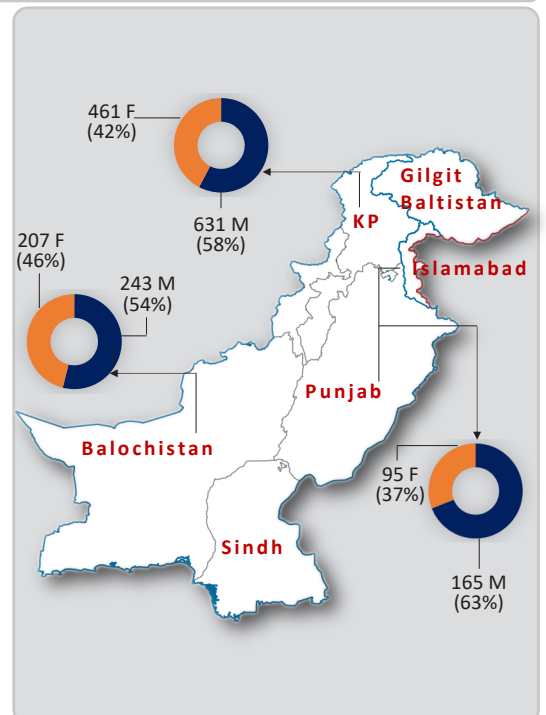 461 F
(42%)
631 M
(58%)
Gilgit
Baltistan
KP
207 F
(46%)
243 M
(54%)
Islamabad
Punjab
Balochistan
95 F
(37%)
165 M
(63%)
Sindh